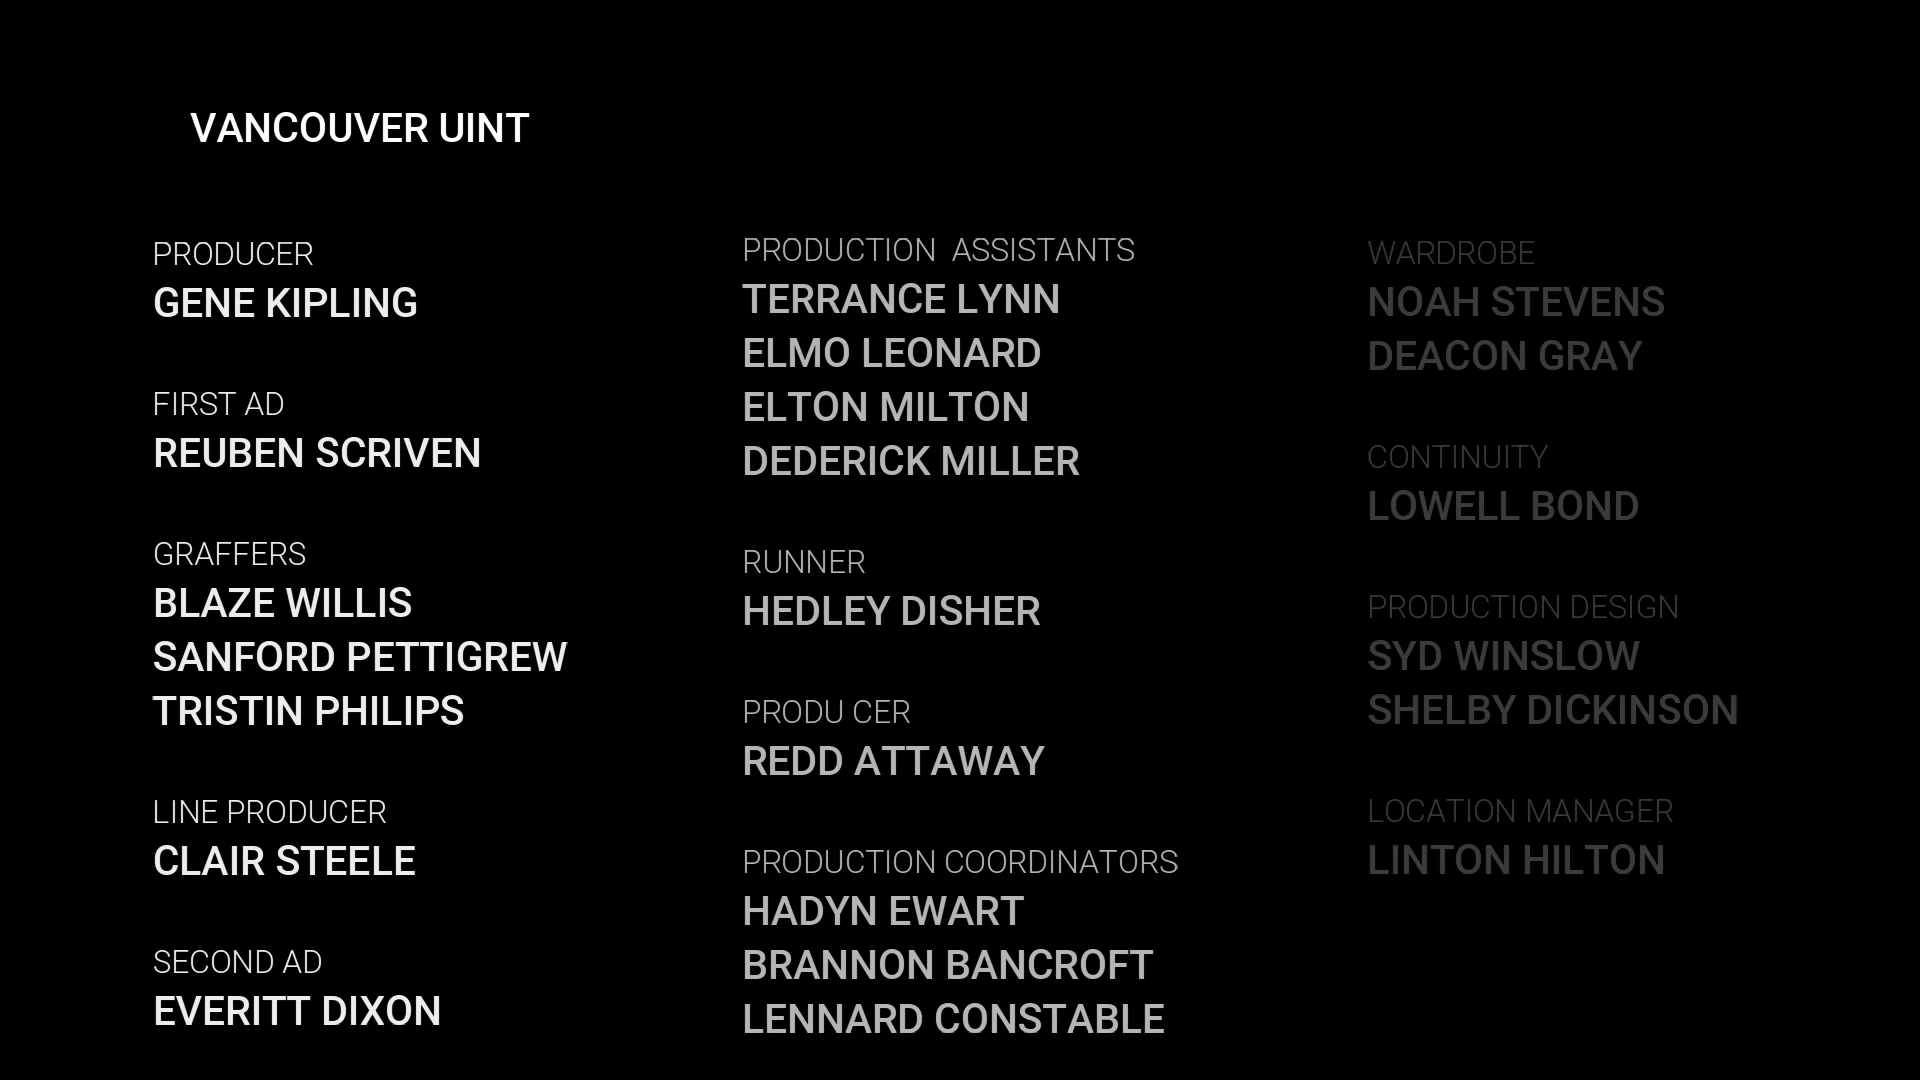 VANCOUVER UINT
PRODUCER
GENE KIPLING
FIRST AD
REUBEN SCRIVEN
GRAFFERS
BLAZE WILLIS
SANFORD PETTIGREW
TRISTIN PHILIPS
LINE PRODUCER
CLAIR STEELE
SECOND AD
EVERITT DIXON
PRODUCTION  ASSISTANTS
TERRANCE LYNN
ELMO LEONARD
ELTON MILTON
DEDERICK MILLER
RUNNER
HEDLEY DISHER
PRODU CER
REDD ATTAWAY
PRODUCTION COORDINATORS
HADYN EWART
BRANNON BANCROFT
LENNARD CONSTABLE
WARDROBE
NOAH STEVENS
DEACON GRAY
CONTINUITY
LOWELL BOND
PRODUCTION DESIGN
SYD WINSLOW
SHELBY DICKINSON
LOCATION MANAGER
LINTON HILTON